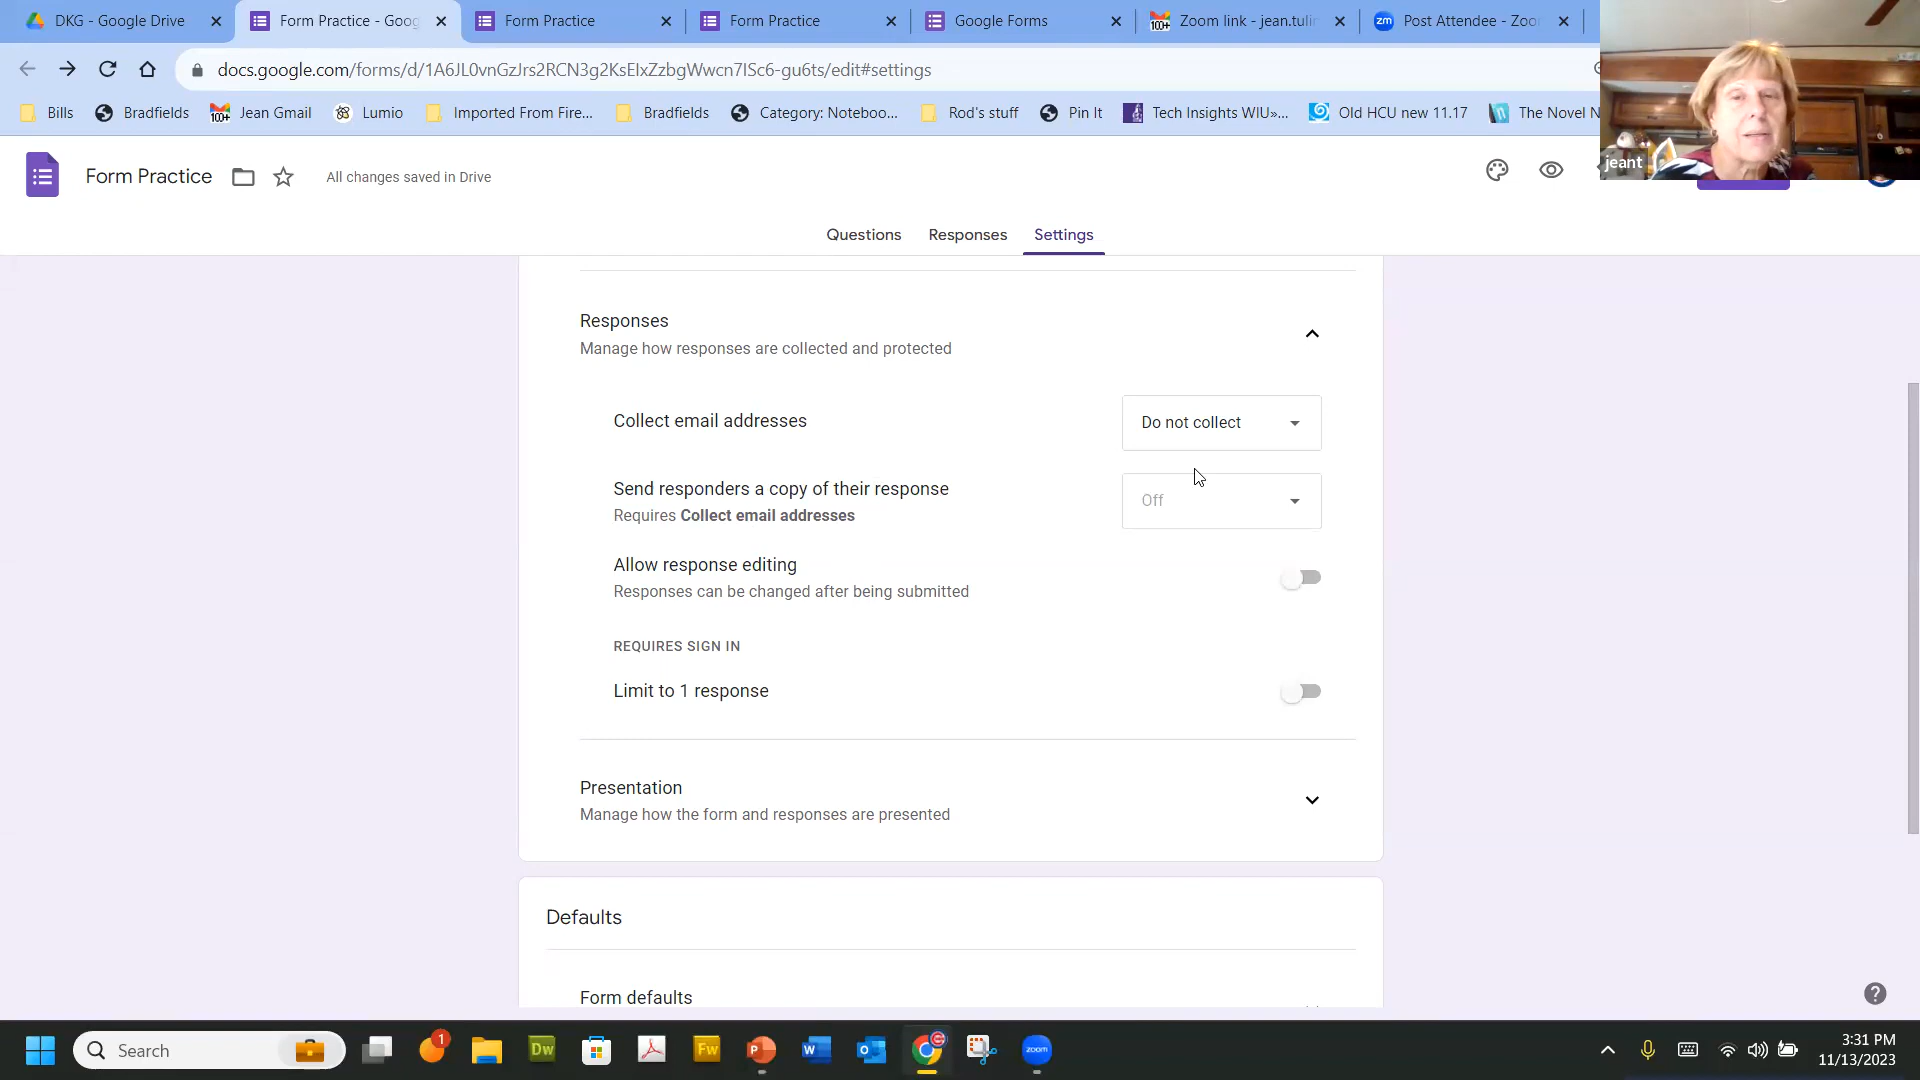 DKG - Google Drive
Form Practice - Goog
Form Practice
Form Practice
Google Forms
Zoom link - jean.tulin
zm
Post Attendee - Zoo
docs.google.com/forms/d/1A6JL0vnGzJrs2RCN3g2KsElxZzbgWwcn7ISc6-gu6ts/edit#settings
Bills
Bradfields
Jean Gmail
Lumio
Imported From Fire...
Bradfields
Category: Noteboo...
Rod's stuff
Pin It
Tech Insights WIU»...
Old HCU new 11.17
The Novel N
jeant
Form Practice
All changes saved in Drive
Questions
Responses
Settings
Responses
Manage how responses are collected and protected
Collect email addresses
Do not collect
Send responders a copy of their response
Requires Collect email addresses
Off
Allow response editing
Responses can be changed after being submitted
REQUIRES SIGN IN
Limit to 1 response
Presentation
Manage how the form and responses are presented
Defaults
Form defaults
Search
1
Dw
Fw
zoom
3:31 PM
11/13/2023